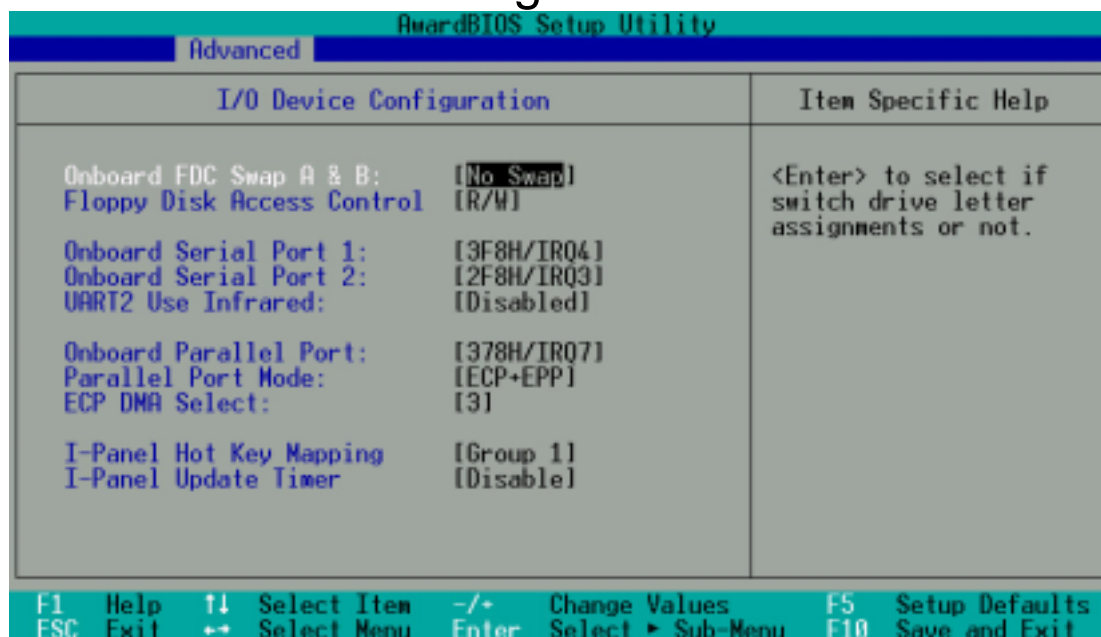 AwardBIOS Setup Utility
Advanced
I/O Device Configuration
Item Specific Help
Onboard FDC Swap A & B: [No Swap]
Floppy Disk Access Control [R/W]
Onboard Serial Port 1: [3F8H/IRQ4]
Onboard Serial Port 2: [2F8H/IRQ3]
UART2 Use Infrared: [Disabled]
Onboard Parallel Port: [378H/IRQ7]
Parallel Port Mode: [ECP+EPP]
ECP DMA Select: [3]
I-Panel Hot Key Mapping [Group 1]
I-Panel Update Timer [Disable]
<Enter> to select if
switch drive letter
assignments or not.
F1 Help ↑↓ Select Item -/+ Change Values F5 Setup Defaults
ESC Exit ←→ Select Menu Enter Select ► Sub-Menu F10 Save and Exit